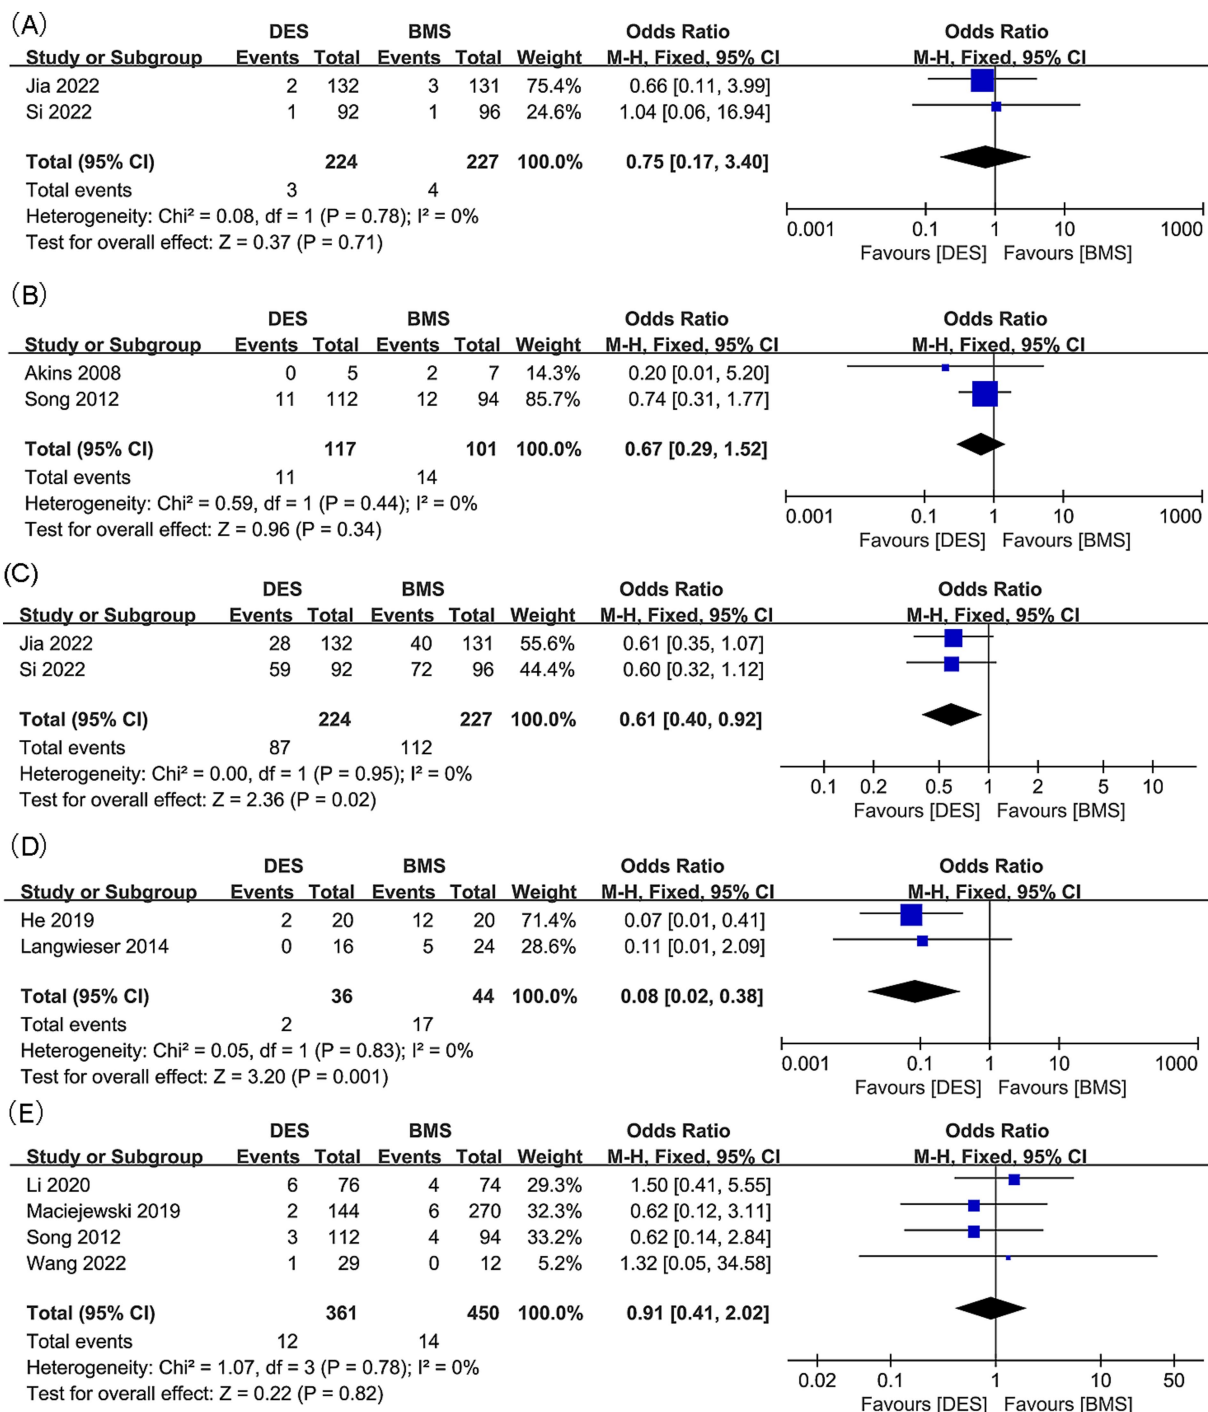 (A)
DES BMS Odds Ratio Odds Ratio
Study or Subgroup Events Total Events Total Weight M-H, Fixed, 95% CI M-H, Fixed, 95% CI
Jia 2022 2 132 3 131 75.4% 0.66 [0.11, 3.99]
Si 2022 1 92 1 96 24.6% 1.04 [0.06, 16.94]
Total (95% CI) 224 227 100.0% 0.75 [0.17, 3.40]
Total events 3 4
Heterogeneity: Chi² = 0.08, df = 1 (P = 0.78); I² = 0%
0.001 0.1 1 10 1000
Test for overall effect: Z = 0.37 (P = 0.71)
Favours [DES] Favours [BMS]
(B)
DES BMS Odds Ratio Odds Ratio
Study or Subgroup Events Total Events Total Weight M-H, Fixed, 95% CI M-H, Fixed, 95% CI
Akins 2008 0 5 2 7 14.3% 0.20 [0.01, 5.20]
Song 2012 11 112 12 94 85.7% 0.74 [0.31, 1.77]
Total (95% CI) 117 101 100.0% 0.67 [0.29, 1.52]
Total events 11 14
Heterogeneity: Chi² = 0.59, df = 1 (P = 0.44); I² = 0%
0.001 0.1 1 10 1000
Test for overall effect: Z = 0.96 (P = 0.34)
Favours [DES] Favours [BMS]
(C)
DES BMS Odds Ratio Odds Ratio
Study or Subgroup Events Total Events Total Weight M-H, Fixed, 95% CI M-H, Fixed, 95% CI
Jia 2022 28 132 40 131 55.6% 0.61 [0.35, 1.07]
Si 2022 59 92 72 96 44.4% 0.60 [0.32, 1.12]
Total (95% CI) 224 227 100.0% 0.61 [0.40, 0.92]
Total events 87 112
Heterogeneity: Chi² = 0.00, df = 1 (P = 0.95); I² = 0%
0.1 0.2 0.5 1 2 5 10
Test for overall effect: Z = 2.36 (P = 0.02)
Favours [DES] Favours [BMS]
(D)
DES BMS Odds Ratio Odds Ratio
Study or Subgroup Events Total Events Total Weight M-H, Fixed, 95% CI M-H, Fixed, 95% CI
He 2019 2 20 12 20 71.4% 0.07 [0.01, 0.41]
Langwieser 2014 0 16 5 24 28.6% 0.11 [0.01, 2.09]
Total (95% CI) 36 44 100.0% 0.08 [0.02, 0.38]
Total events 2 17
Heterogeneity: Chi² = 0.05, df = 1 (P = 0.83); I² = 0%
0.001 0.1 1 10 1000
Test for overall effect: Z = 3.20 (P = 0.001)
Favours [DES] Favours [BMS]
(E)
DES BMS Odds Ratio Odds Ratio
Study or Subgroup Events Total Events Total Weight M-H, Fixed, 95% CI M-H, Fixed, 95% CI
Li 2020 6 76 4 74 29.3% 1.50 [0.41, 5.55]
Maciejewski 2019 2 144 6 270 32.3% 0.62 [0.12, 3.11]
Song 2012 3 112 4 94 33.2% 0.62 [0.14, 2.84]
Wang 2022 1 29 0 12 5.2% 1.32 [0.05, 34.58]
Total (95% CI) 361 450 100.0% 0.91 [0.41, 2.02]
Total events 12 14
Heterogeneity: Chi² = 1.07, df = 3 (P = 0.78); I² = 0%
0.02 0.1 1 10 50
Test for overall effect: Z = 0.22 (P = 0.82)
Favours [DES] Favours [BMS]